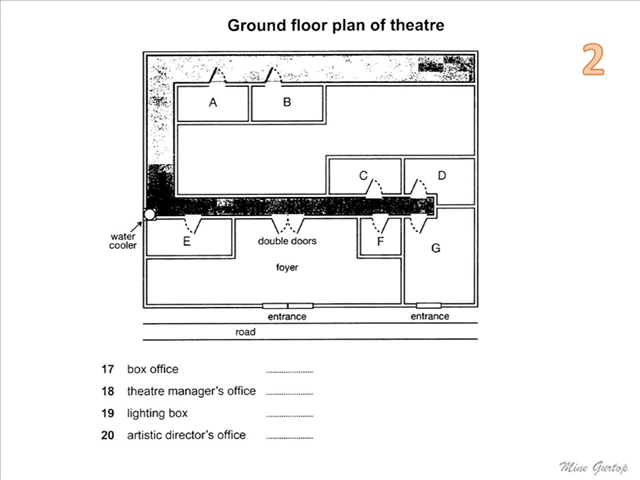 Ground floor plan of theatre
2
A
B
C
D
water
cooler
E
double doors
F
G
foyer
entrance
entrance
road
17 box office ........................
18 theatre manager's office ........................
19 lighting box ........................
20 artistic director's office ........................
Mine Gurtop